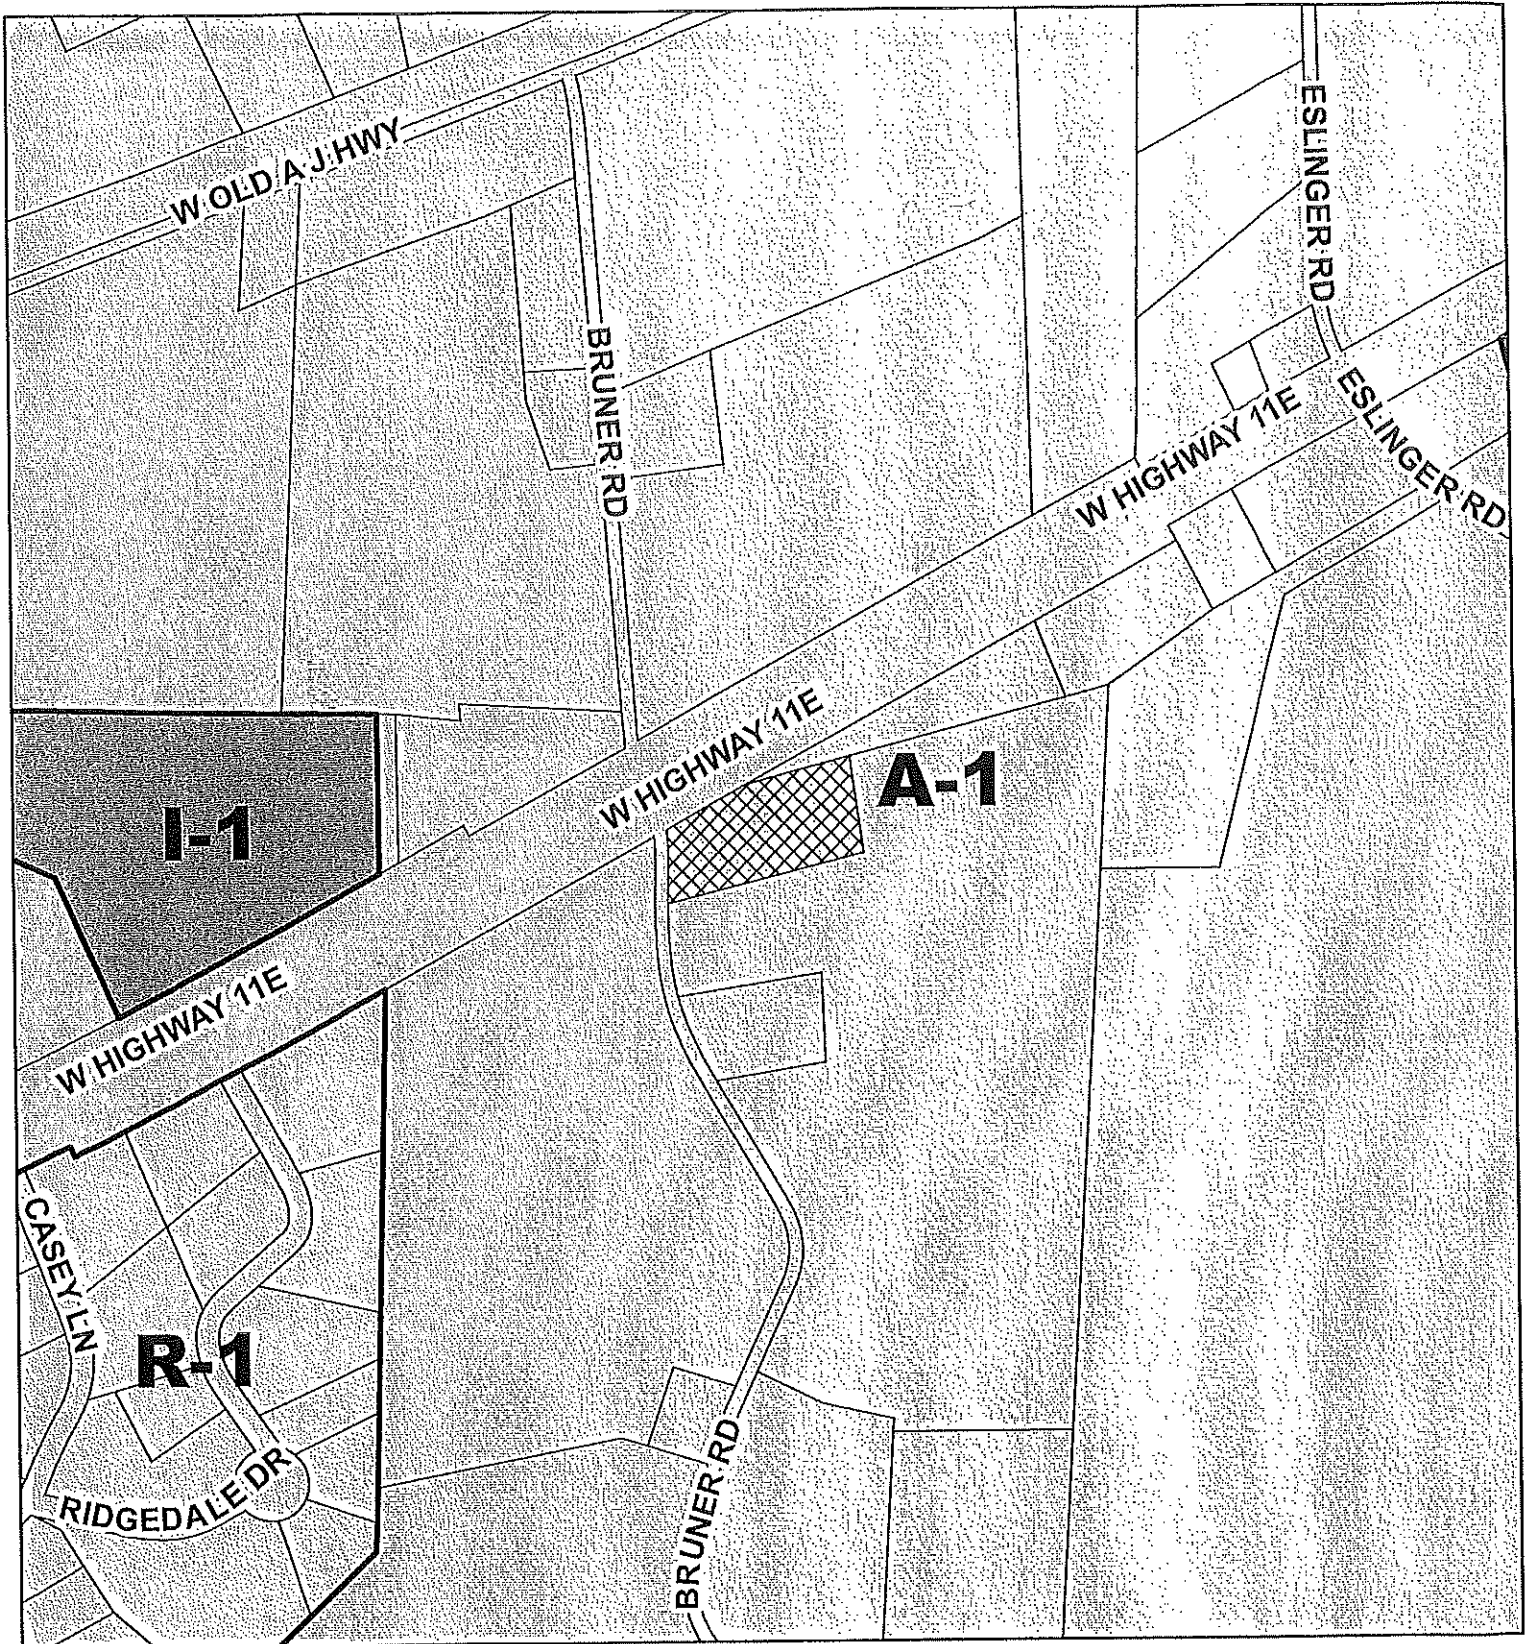 W OLD A J HWY
ESLINGER RD
BRUNER RD
W HIGHWAY 11E
ESLINGER RD
W HIGHWAY 11E
A-1
I-1
W HIGHWAY 11E
CASEY LN
R-1
RIDGEDALE DR
BRUNER RD